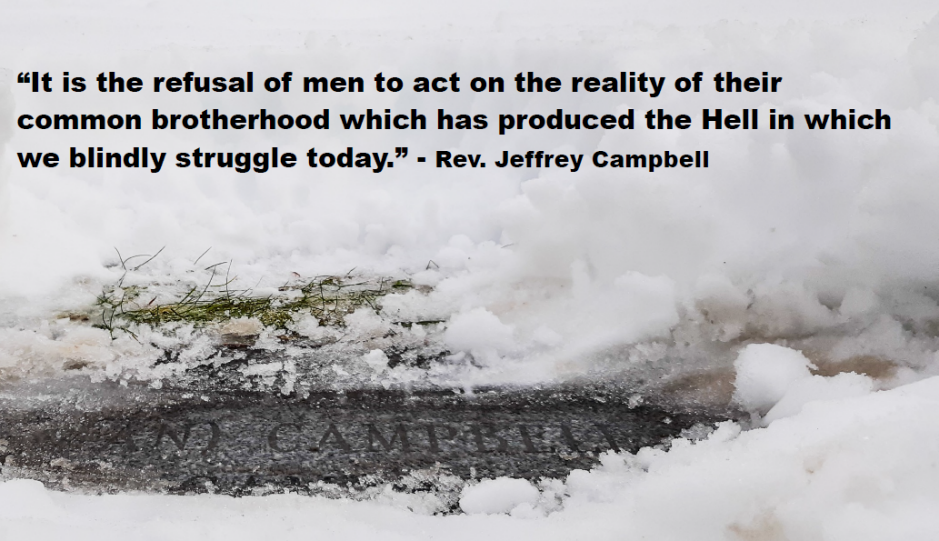 “It is the refusal of men to act on the reality of their
common brotherhood which has produced the Hell in which
we blindly struggle today.” - Rev. Jeffrey Campbell
CAMPBELL